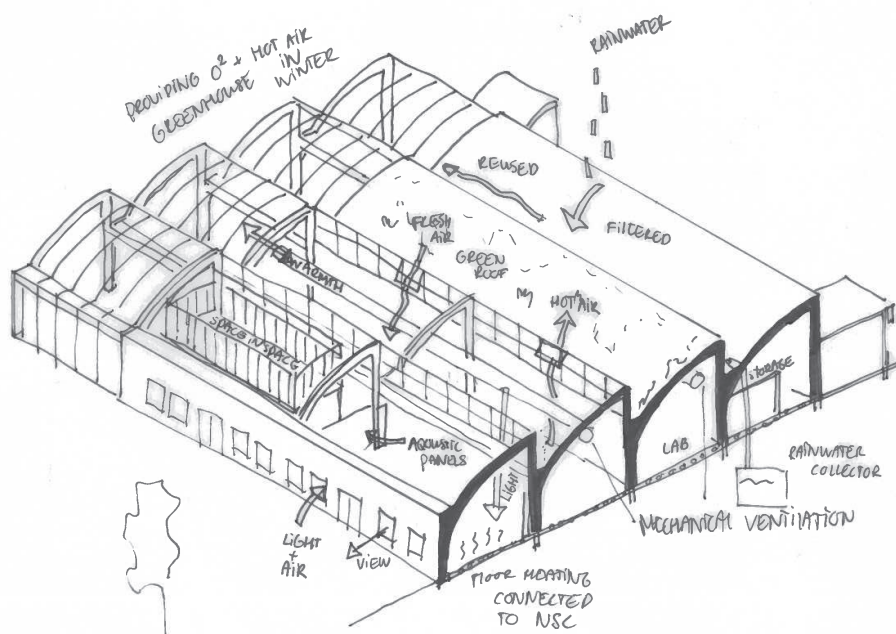 RAINWATER
PROVIDING O² + HOT AIR
IN
GREENHOUSE WINTER
REUSED
FILTERED
FRESH
AIR
GREEN
ROOF
HOT AIR
WARMTH
SPACE IN SPACE
STORAGE
ACOUSTIC
PANELS
LIGHT
LAB
RAINWATER
COLLECTOR
MECHANICAL VENTILATION
LIGHT
+
AIR
VIEW
FLOOR HEATING
CONNECTED
TO NSC